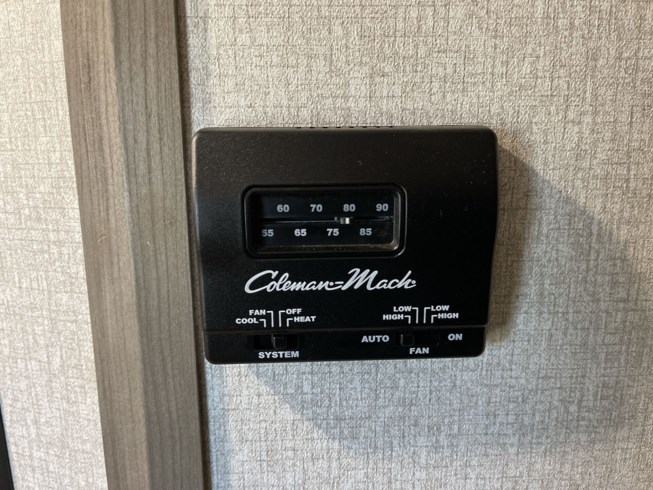 60 70 80 90
55 65 75 85
Coleman-Mach
FAN OFF
COOL HEAT
SYSTEM
LOW LOW
HIGH HIGH
AUTO ON
FAN